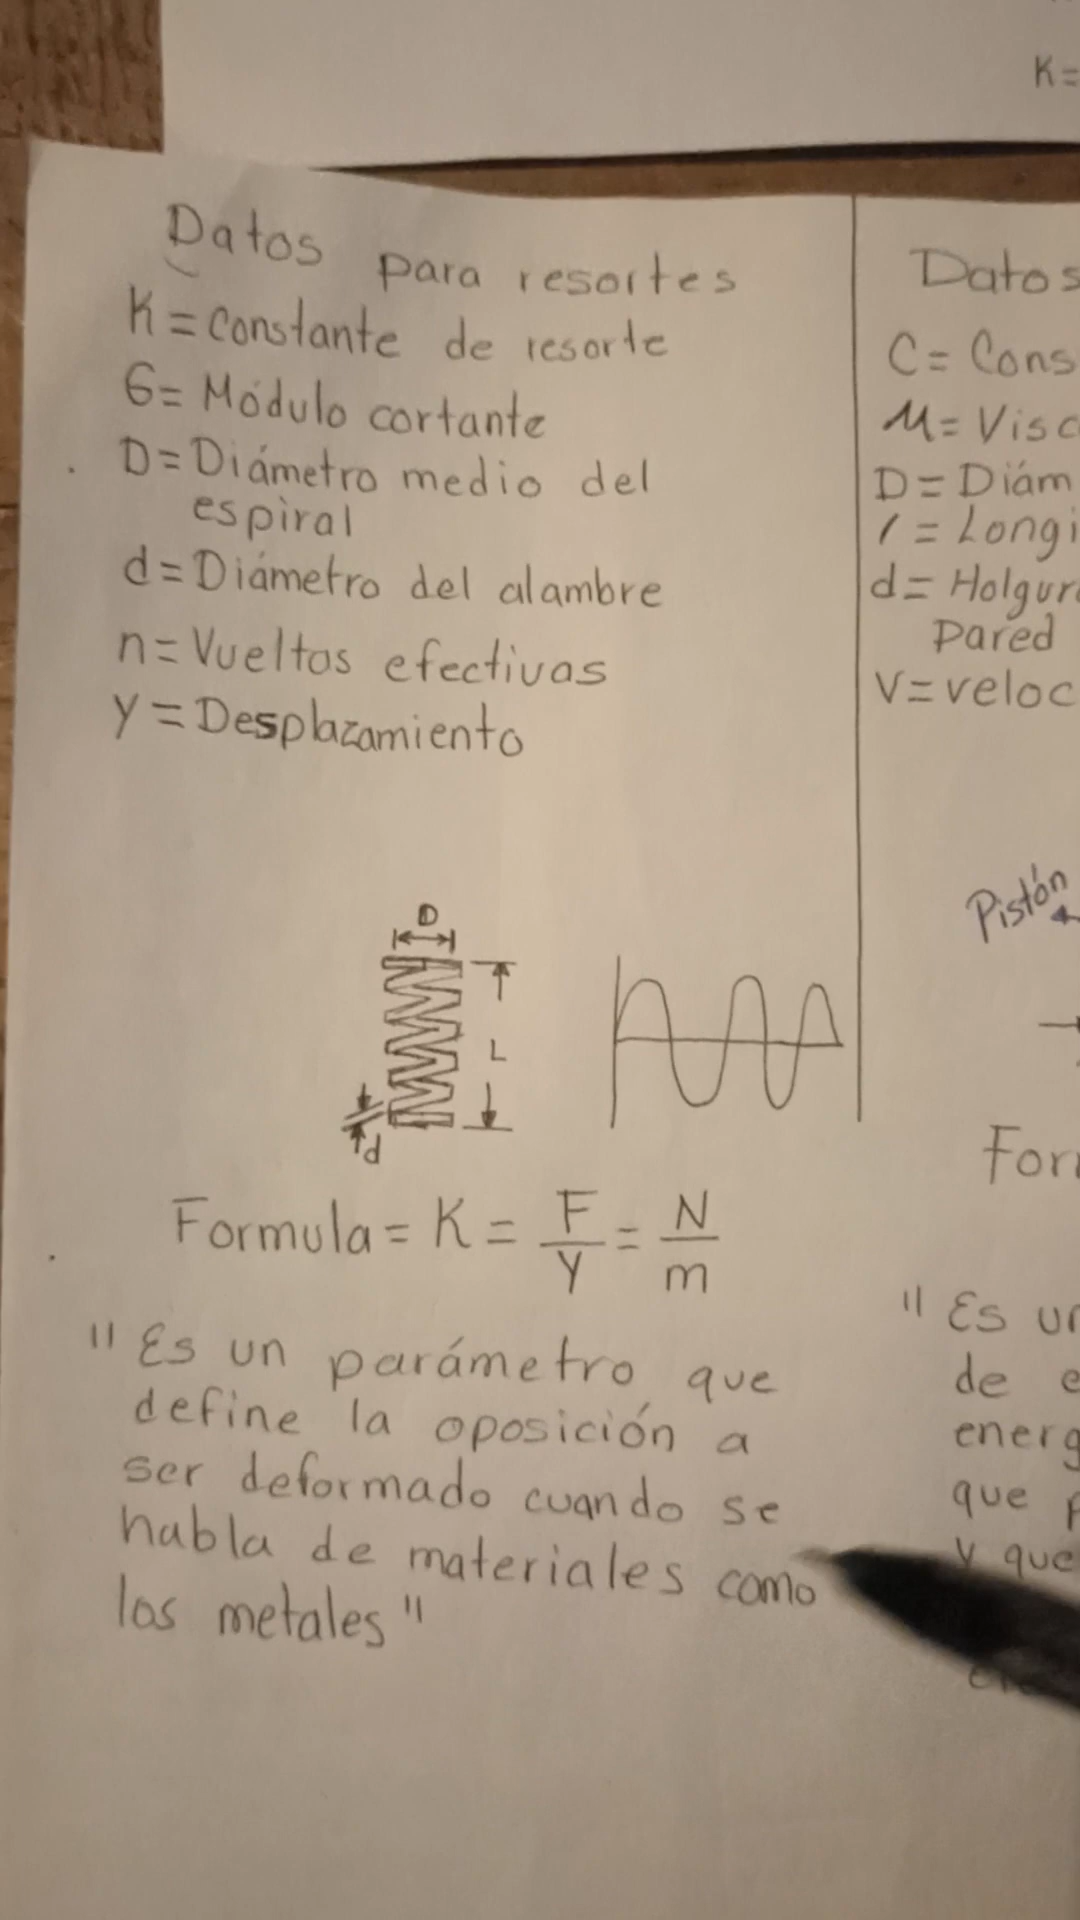 K=
Datos para resortes
K = constante de resorte
G = Módulo cortante
D = Diámetro medio del
espiral
d = Diámetro del alambre
n = Vueltas efectivas
y = Desplazamiento
D
L
d
Formula = K = F/Y = N/m
"Es un parámetro que
define la oposición a
ser deformado cuando se
habla de materiales como
los metales"
Datos
C = Cons
M = Visc
D = Diám
l = Longi
d = Holgur
Pared
V = veloc
Pistón
For
"Es un
de e
energ
que p
y que